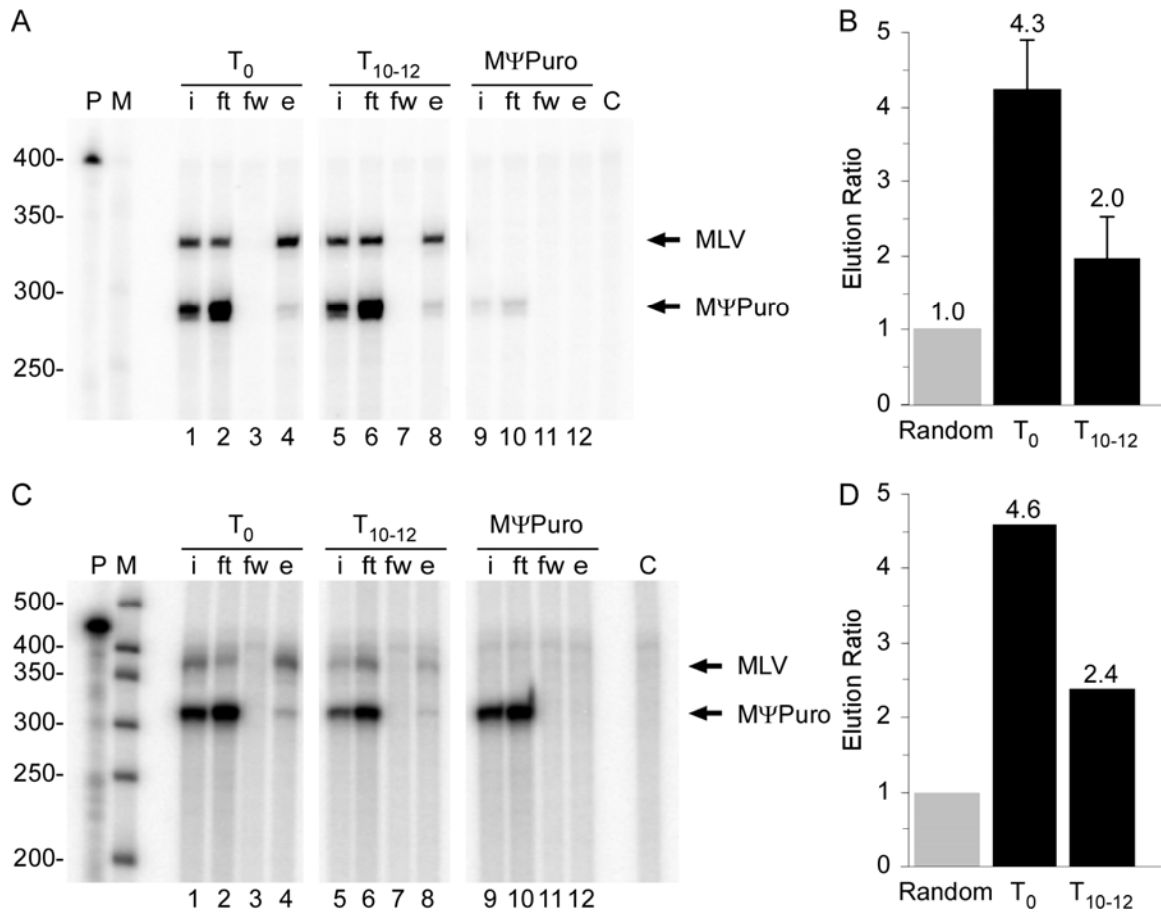 A
T0 T10-12 MΨPuro
P M i ft fw e i ft fw e i ft fw e C
400-
350-
300-
250-
MLV
MΨPuro
1 2 3 4 5 6 7 8 9 10 11 12
B
Elution Ratio
5
4
3
2
1
0
1.0
4.3
2.0
Random T0 T10-12
C
T0 T10-12 MΨPuro
P M i ft fw e i ft fw e i ft fw e C
500-
400-
350-
300-
250-
200-
MLV
MΨPuro
1 2 3 4 5 6 7 8 9 10 11 12
D
Elution Ratio
5
4
3
2
1
0
4.6
2.4
Random T0 T10-12